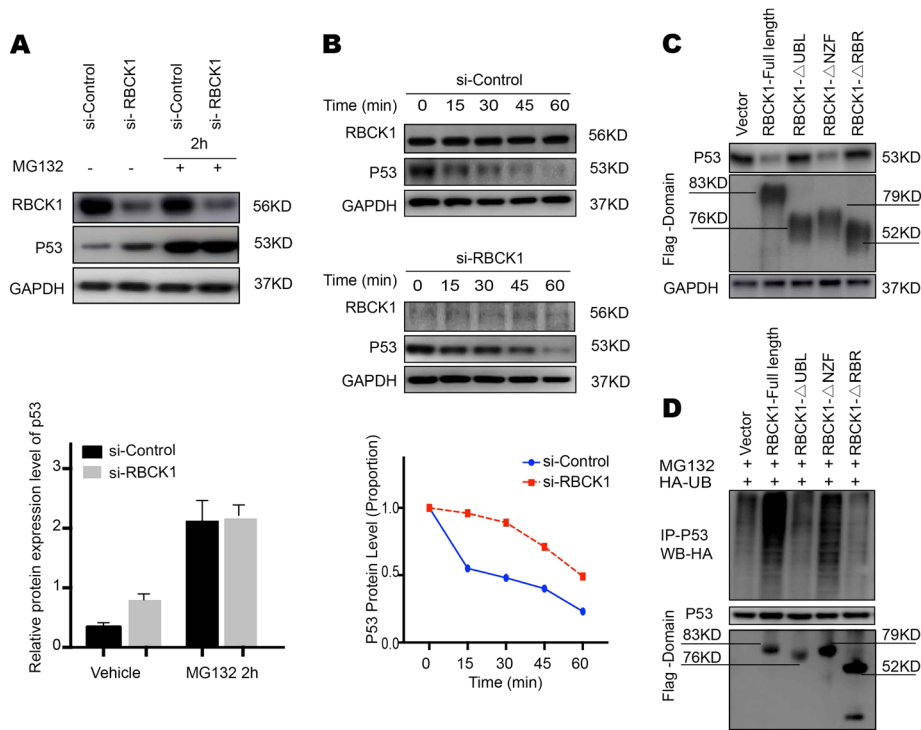 A
si-Control
si- RBCK1
si-Control
si- RBCK1
2h
MG132 - - + +
RBCK1 56KD
P53 53KD
GAPDH 37KD
Relative protein expression level of p53
si-Control
si-RBCK1
3
2
1
0
Vehicle MG132 2h
B
si-Control
Time (min) 0 15 30 45 60
RBCK1 56KD
P53 53KD
GAPDH 37KD
si-RBCK1
Time (min) 0 15 30 45 60
RBCK1 56KD
P53 53KD
GAPDH 37KD
P53 Protein Level (Proportion)
si-Control
si-RBCK1
1.0
0.5
0.0
0 15 30 45 60
Time (min)
C
Vector
RBCK1-Full length
RBCK1-△UBL
RBCK1-△NZF
RBCK1-△RBR
P53 53KD
Flag -Domain
83KD 79KD
76KD 52KD
GAPDH 37KD
D
Vector
RBCK1-Full length
RBCK1-△UBL
RBCK1-△NZF
RBCK1-△RBR
MG132 + + + + +
HA-UB + + + + +
IP-P53
WB-HA
P53
Flag -Domain
83KD 79KD
76KD 52KD